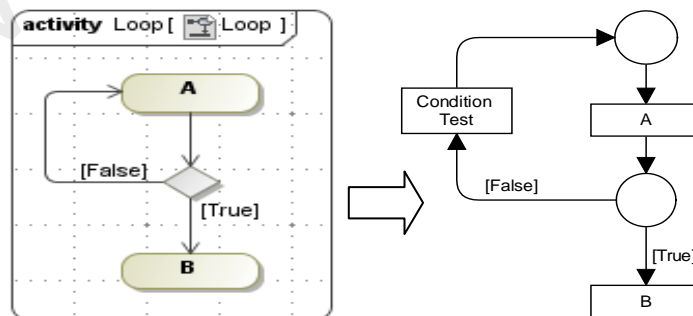 activity Loop [ Loop ]
A
[False]
[True]
B
Condition
Test
A
[False]
[True]
B